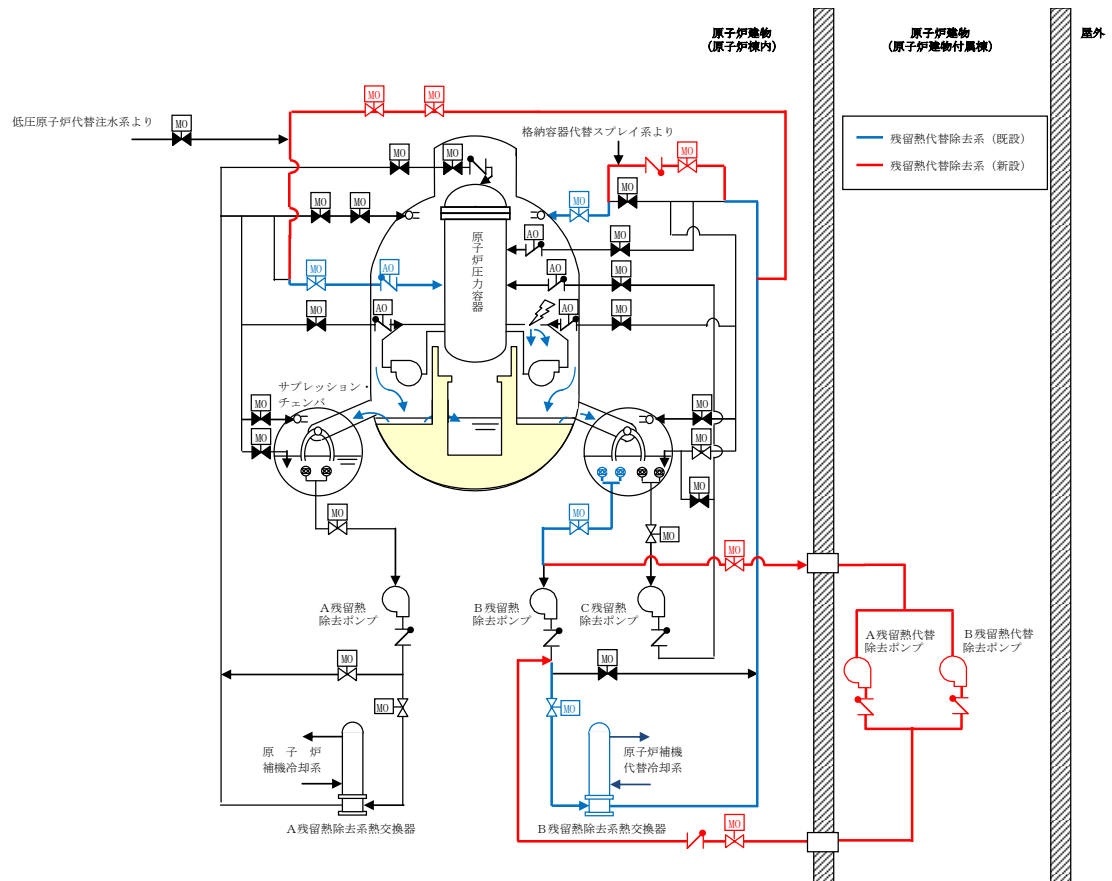 原子炉建物
(原子炉棟内)
原子炉建物
(原子炉建物付属棟)
屋外
残留熱代替除去系 (既設)
残留熱代替除去系 (新設)
MO
MO
低圧原子炉代替注水系より
MO
格納容器代替スプレイ系より
MO
MO
MO
MO
MO
MO
MO
AO
MO
原子炉圧力容器
MO
AO
AO
MO
MO
AO
AO
MO
サプレッション・
チェンバ
MO
MO
MO
MO
MO
MO
MO
MO
MO
A残留熱
除去ポンプ
B残留熱
除去ポンプ
C残留熱
除去ポンプ
A残留熱代替
除去ポンプ
B残留熱代替
除去ポンプ
MO
MO
MO
MO
原子炉
補機冷却系
原子炉補機
代替冷却系
A残留熱除去系熱交換器
B残留熱除去系熱交換器
MO